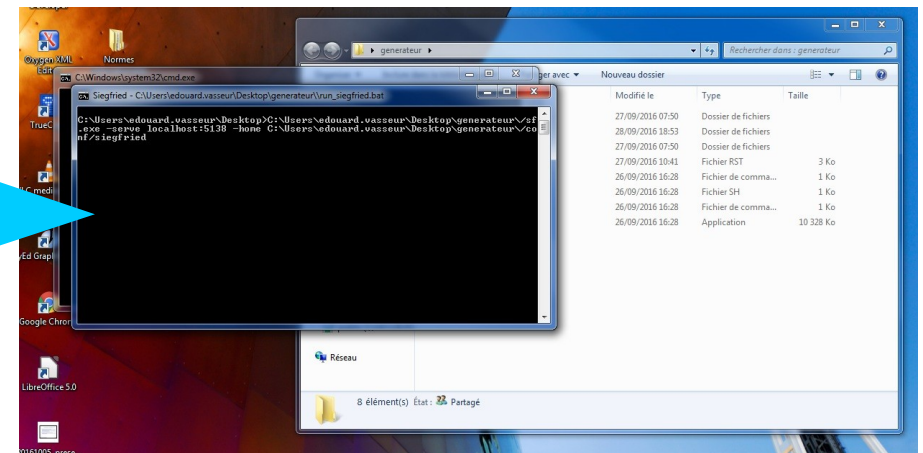 Oxygen XML
Edit
Normes
TrueC
Google Chror
LibreOffice 5.0
20161005_prese
C:\Windows\system32\cmd.exe
Siegfried - C:\Users\edouard.vasseur\Desktop\generateur\\run_siegfried.bat
C:\Users\edouard.vasseur\Desktop>C:\Users\edouard.vasseur\Desktop\generateur\/sf
.exe -serve localhost:5138 -home C:\Users\edouard.vasseur\Desktop\generateur\/co
nf/siegfried
generateur
Rechercher dans : generateur
ger avec
Nouveau dossier
Modifié le Type Taille
27/09/2016 07:50 Dossier de fichiers
28/09/2016 18:53 Dossier de fichiers
27/09/2016 07:50 Dossier de fichiers
27/09/2016 10:41 Fichier RST 3 Ko
26/09/2016 16:28 Fichier de comma... 1 Ko
26/09/2016 16:28 Fichier SH 1 Ko
26/09/2016 16:28 Fichier de comma... 1 Ko
26/09/2016 16:28 Application 10 328 Ko
Réseau
8 élément(s) État : Partagé